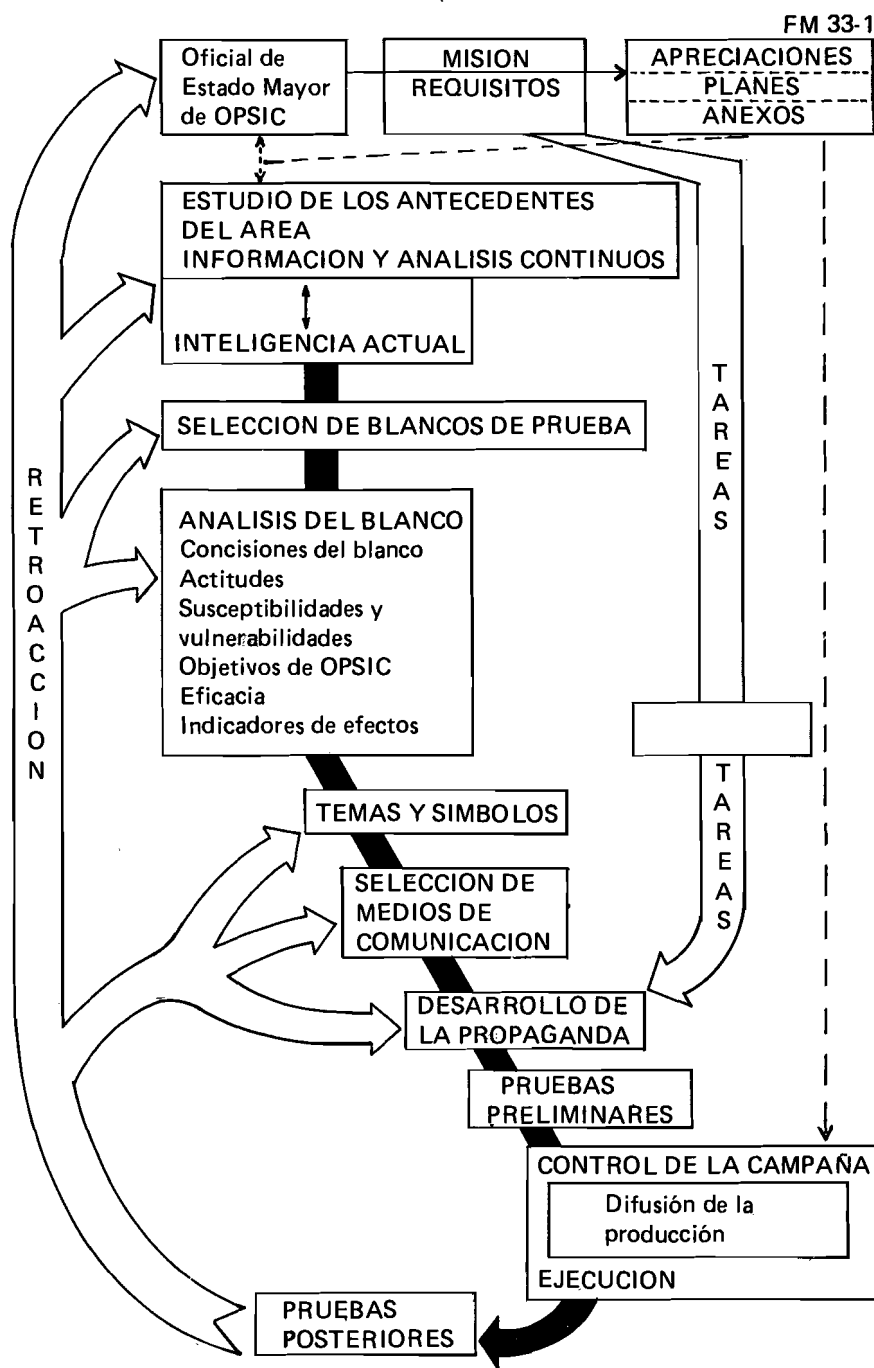 FM 33-1
Oficial de
Estado Mayor
de OPSIC
MISION
REQUISITOS
APRECIACIONES
PLANES
ANEXOS
ESTUDIO DE LOS ANTECEDENTES
DEL AREA
INFORMACION Y ANALISIS CONTINUOS
INTELIGENCIA ACTUAL
SELECCION DE BLANCOS DE PRUEBA
ANALISIS DEL BLANCO
Concisiones del blanco
Actitudes
Susceptibilidades y
vulnerabilidades
Objetivos de OPSIC
Eficacia
Indicadores de efectos
TAREAS
TAREAS
RETROACCION
TEMAS Y SIMBOLOS
SELECCION DE
MEDIOS DE
COMUNICACION
DESARROLLO DE
LA PROPAGANDA
PRUEBAS
PRELIMINARES
CONTROL DE LA CAMPAÑA
Difusión de la
producción
EJECUCION
PRUEBAS
POSTERIORES